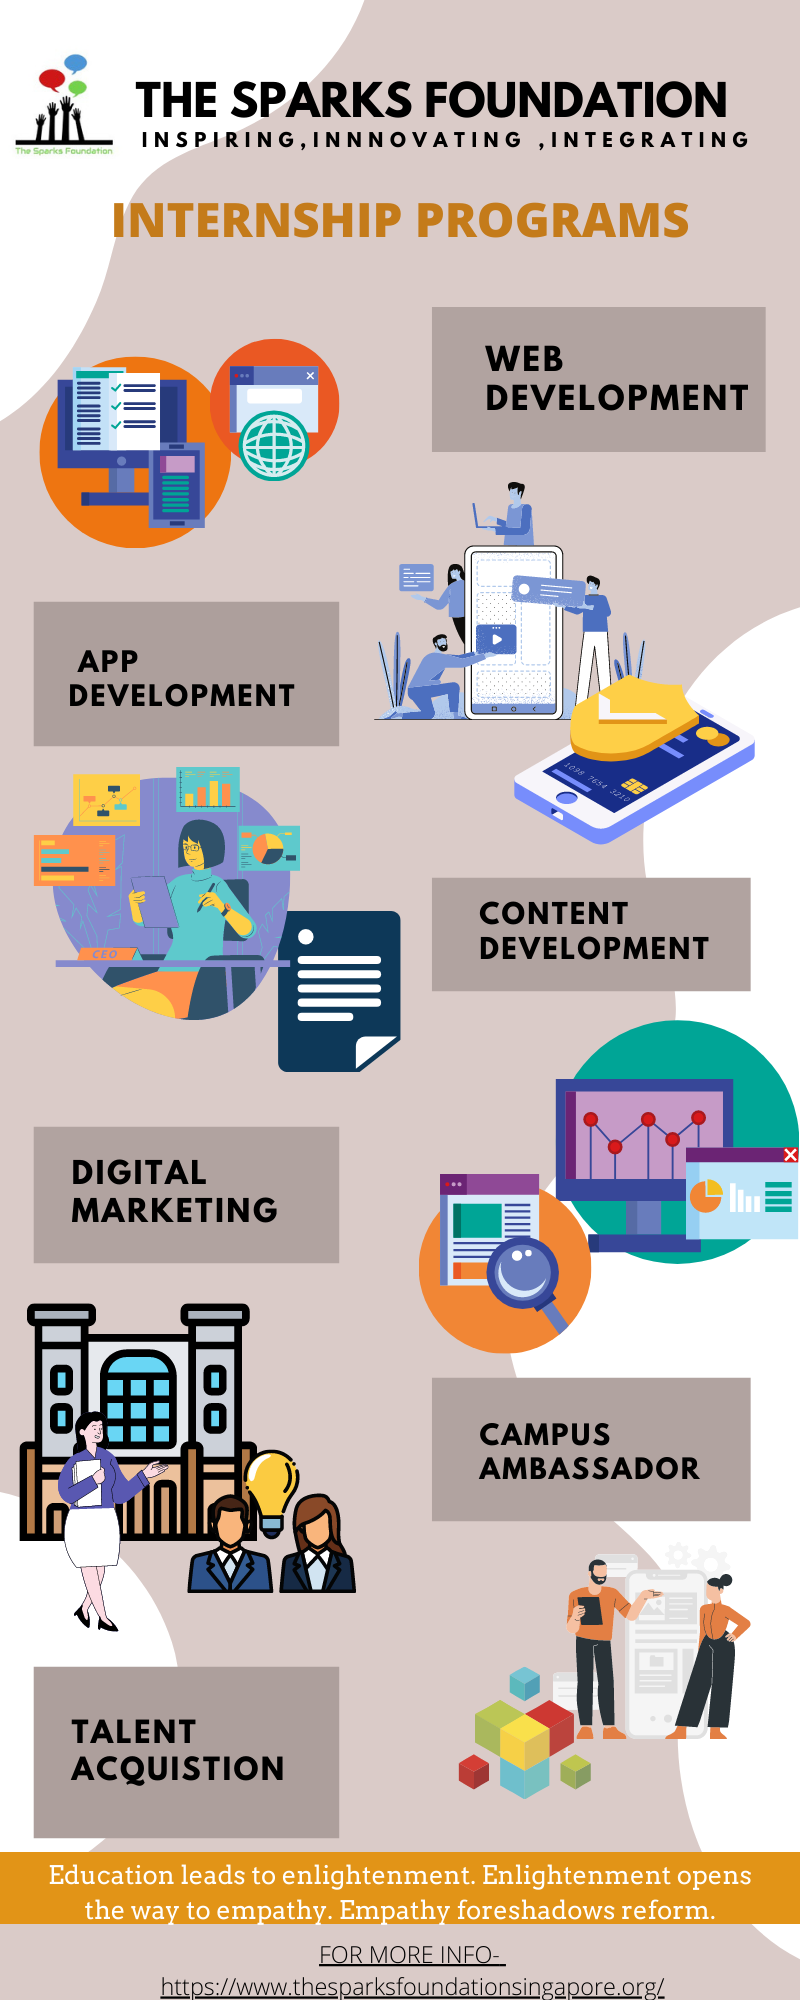 The Sparks Foundation
THE SPARKS FOUNDATION
INSPIRING,INNNOVATING ,INTEGRATING
INTERNSHIP PROGRAMS
WEB
DEVELOPMENT
APP
DEVELOPMENT
1098 7654 3210
CEO
CONTENT
DEVELOPMENT
DIGITAL
MARKETING
CAMPUS
AMBASSADOR
TALENT
ACQUISTION
Education leads to enlightenment. Enlightenment opens
the way to empathy. Empathy foreshadows reform.
FOR MORE INFO-
https://www.thesparksfoundationsingapore.org/